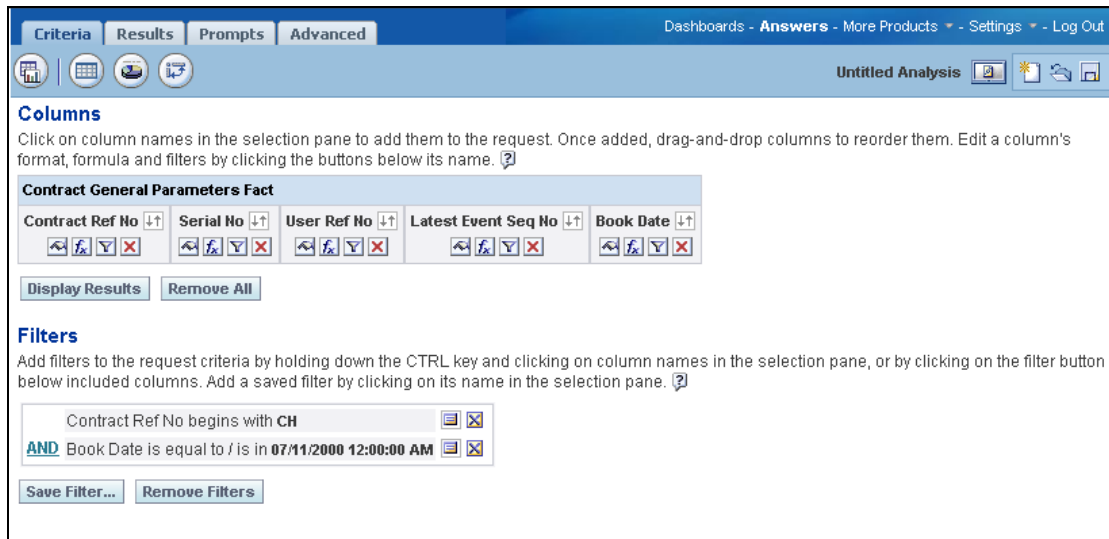 Criteria Results Prompts Advanced
Dashboards - Answers - More Products - Settings - Log Out
Untitled Analysis
Columns
Click on column names in the selection pane to add them to the request. Once added, drag-and-drop columns to reorder them. Edit a column's
format, formula and filters by clicking the buttons below its name. ?
Contract General Parameters Fact
Contract Ref No Serial No User Ref No Latest Event Seq No Book Date
fx fx fx fx fx
Display Results Remove All
Filters
Add filters to the request criteria by holding down the CTRL key and clicking on column names in the selection pane, or by clicking on the filter button
below included columns. Add a saved filter by clicking on its name in the selection pane. ?
Contract Ref No begins with CH
AND Book Date is equal to / is in 07/11/2000 12:00:00 AM
Save Filter... Remove Filters